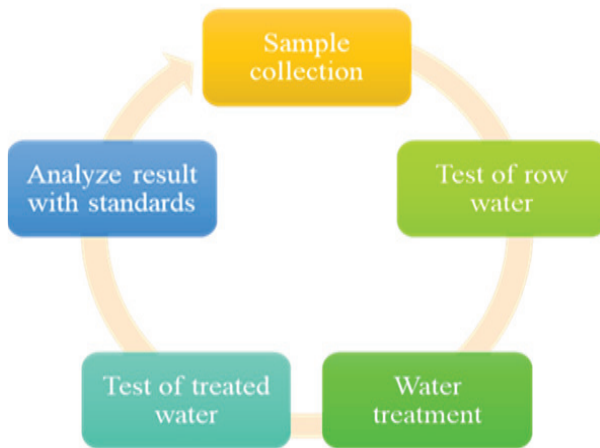 Sample
collection
Test of row
water
Water
treatment
Test of treated
water
Analyze result
with standards